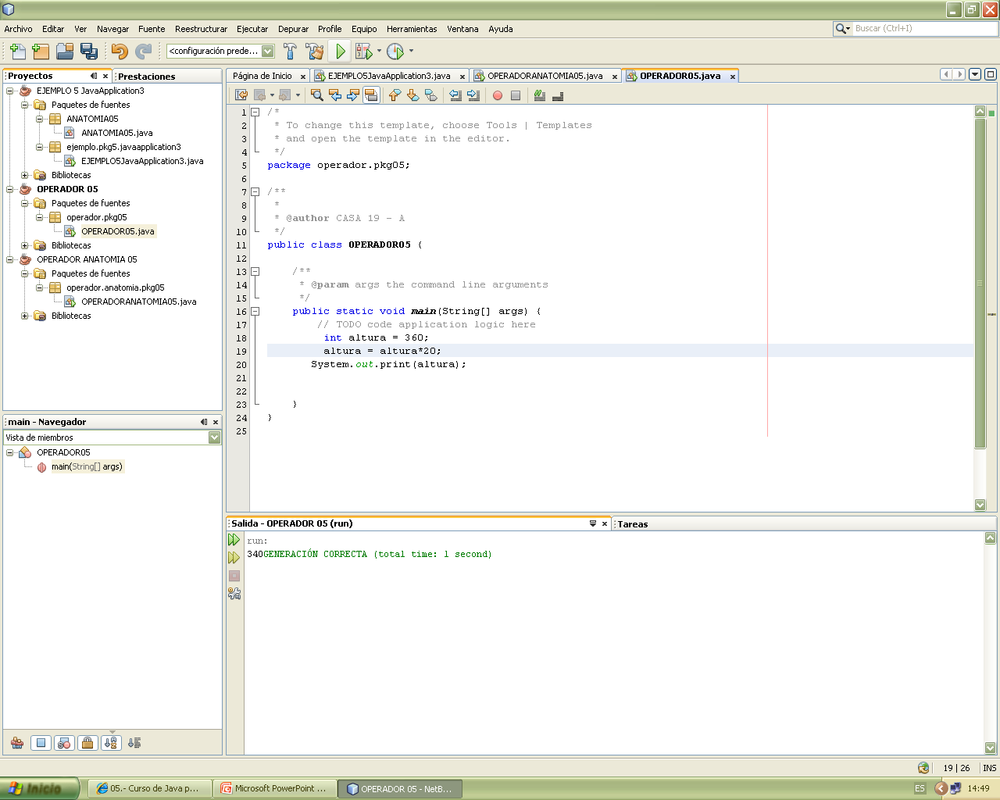 Archivo Editar Ver Navegar Fuente Reestructurar Ejecutar Depurar Profile Equipo Herramientas Ventana Ayuda
Buscar (Ctrl+I)
<configuración prede...
Proyectos
Prestaciones
EJEMPLO 5 JavaApplication3
Paquetes de fuentes
ANATOMIA05
ANATOMIA05.java
ejemplo.pkg5.javaapplication3
EJEMPLO5JavaApplication3.java
Bibliotecas
OPERADOR 05
Paquetes de fuentes
operador.pkg05
OPERADOR05.java
Bibliotecas
OPERADOR ANATOMIA 05
Paquetes de fuentes
operador.anatomia.pkg05
OPERADORANATOMIA05.java
Bibliotecas
main - Navegador
Vista de miembros
OPERADOR05
main(String[] args)
Página de Inicio
EJEMPLO5JavaApplication3.java
OPERADORANATOMIA05.java
OPERADOR05.java
1 /*
2 * To change this template, choose Tools | Templates
3 * and open the template in the editor.
4 */
5 package operador.pkg05;
6
7 /**
8 *
9 * @author CASA 19 - A
10 */
11 public class OPERADOR05 {
12
13 /**
14 * @param args the command line arguments
15 */
16 public static void main(String[] args) {
17 // TODO code application logic here
18 int altura = 360;
19 altura = altura*20;
20 System.out.print(altura);
21
22
23 }
24 }
25
Salida - OPERADOR 05 (run)
Tareas
run:
340GENERACIÓN CORRECTA (total time: 1 second)
19 | 26 INS
Inicio
05.- Curso de Java p...
Microsoft PowerPoint ...
OPERADOR 05 - NetB...
ES
14:49